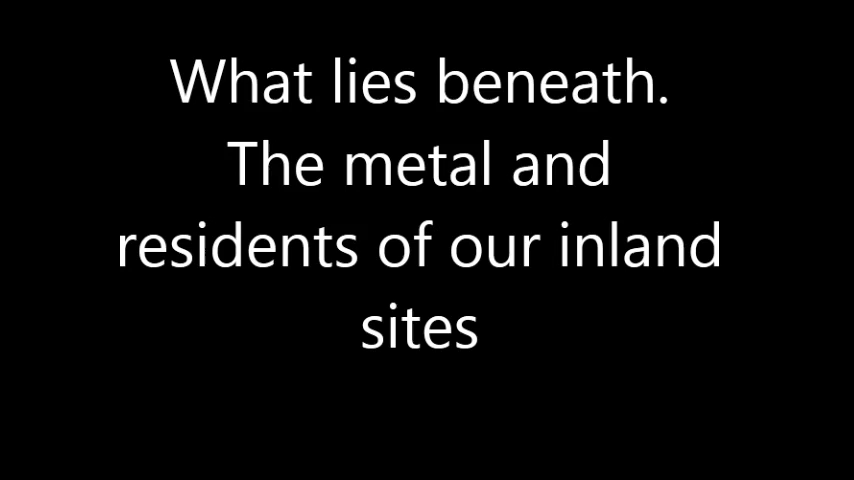 What lies beneath.
The metal and
residents of our inland
sites